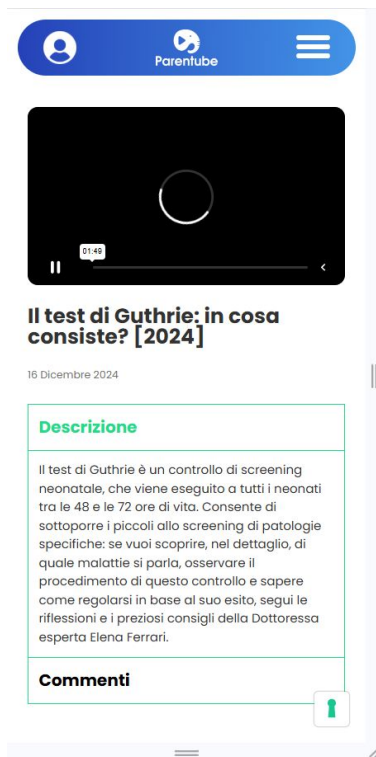 Parentube
01:49
Il test di Guthrie: in cosa
consiste? [2024]
16 Dicembre 2024
Descrizione
Il test di Guthrie è un controllo di screening
neonatale, che viene eseguito a tutti i neonati
tra le 48 e le 72 ore di vita. Consente di
sottoporre i piccoli allo screening di patologie
specifiche: se vuoi scoprire, nel dettaglio, di
quale malattie si parla, osservare il
procedimento di questo controllo e sapere
come regolarsi in base al suo esito, segui le
riflessioni e i preziosi consigli della Dottoressa
esperta Elena Ferrari.
Commenti